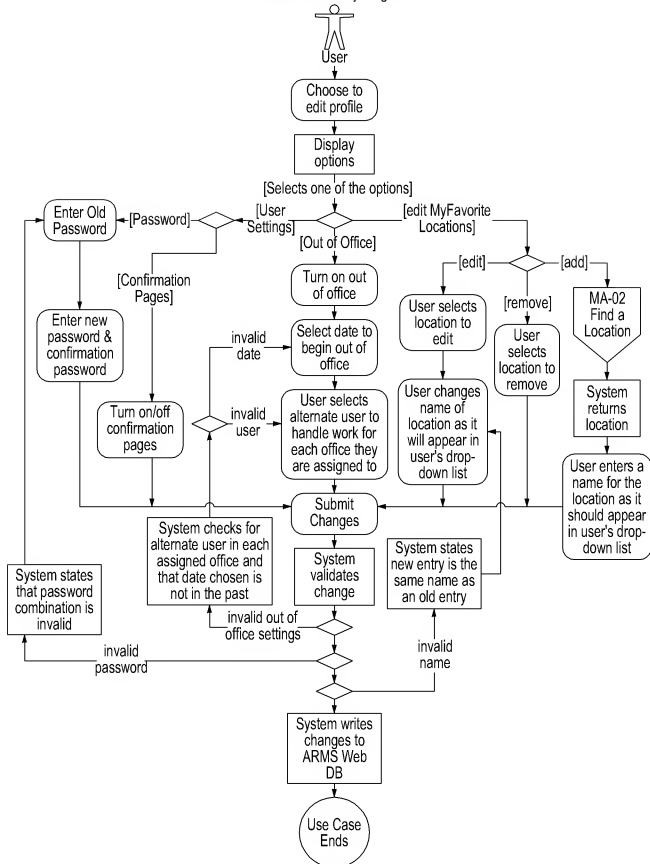 User
Choose to
edit profile
Display
options
[Selects one of the options]
Enter Old
Password
[Password]
[User
Settings]
[edit MyFavorite
Locations]
[Out of Office]
[Confirmation
Pages]
Turn on out
of office
[edit]
[add]
[remove]
MA-02
Find a
Location
User selects
location to
edit
User
selects
location to
remove
Enter new
password &
confirmation
password
invalid
date
Select date to
begin out of
office
User changes
name of
location as it
will appear in
user's drop-
down list
System
returns
location
Turn on/off
confirmation
pages
invalid
user
User selects
alternate user to
handle work for
each office they
are assigned to
User enters a
name for the
location as it
should appear
in user's drop-
down list
Submit
Changes
System checks for
alternate user in each
assigned office and
that date chosen is
not in the past
System
validates
change
System states
new entry is the
same name as
an old entry
System states
that password
combination is
invalid
invalid out of
office settings
invalid
password
invalid
name
System writes
changes to
ARMS Web
DB
Use Case
Ends